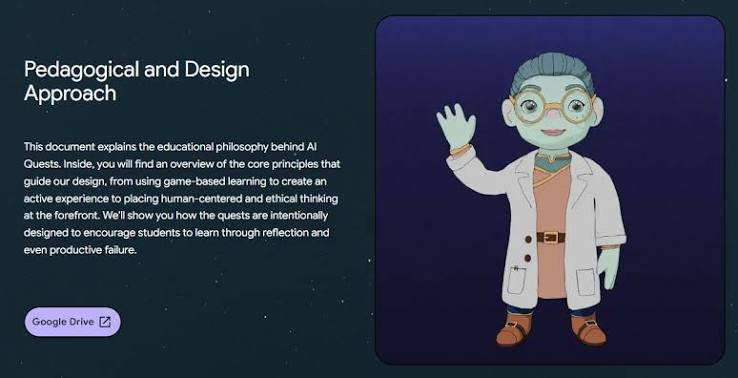 Pedagogical and Design
Approach
This document explains the educational philosophy behind AI
Quests. Inside, you will find an overview of the core principles that
guide our design, from using game-based learning to create an
active experience to placing human-centered and ethical thinking
at the forefront. We'll show you how the quests are intentionally
designed to encourage students to learn through reflection and
even productive failure.
Google Drive